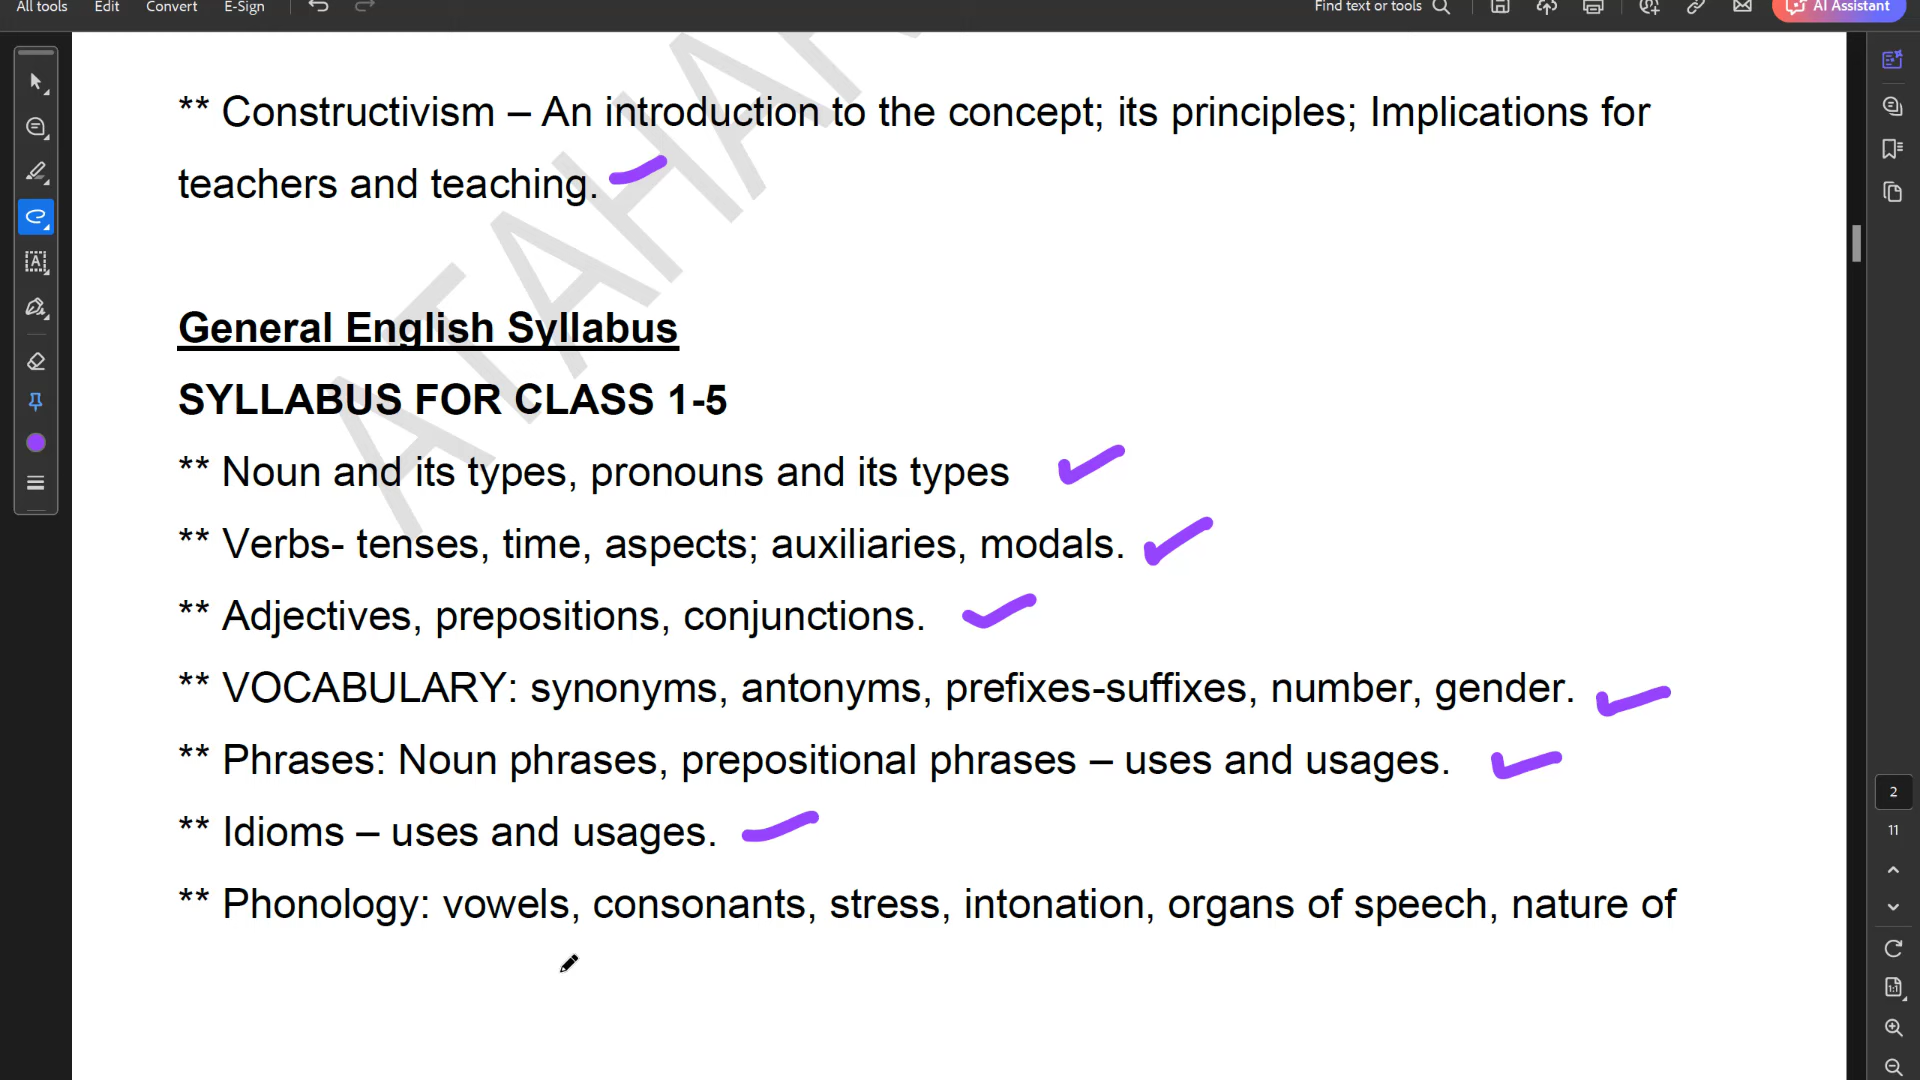 All tools Edit Convert E-Sign Find text or tools AI Assistant
** Constructivism – An introduction to the concept; its principles; Implications for
teachers and teaching.
General English Syllabus
SYLLABUS FOR CLASS 1-5
** Noun and its types, pronouns and its types
** Verbs- tenses, time, aspects; auxiliaries, modals.
** Adjectives, prepositions, conjunctions.
** VOCABULARY: synonyms, antonyms, prefixes-suffixes, number, gender.
** Phrases: Noun phrases, prepositional phrases – uses and usages.
** Idioms – uses and usages.
** Phonology: vowels, consonants, stress, intonation, organs of speech, nature of
2
11